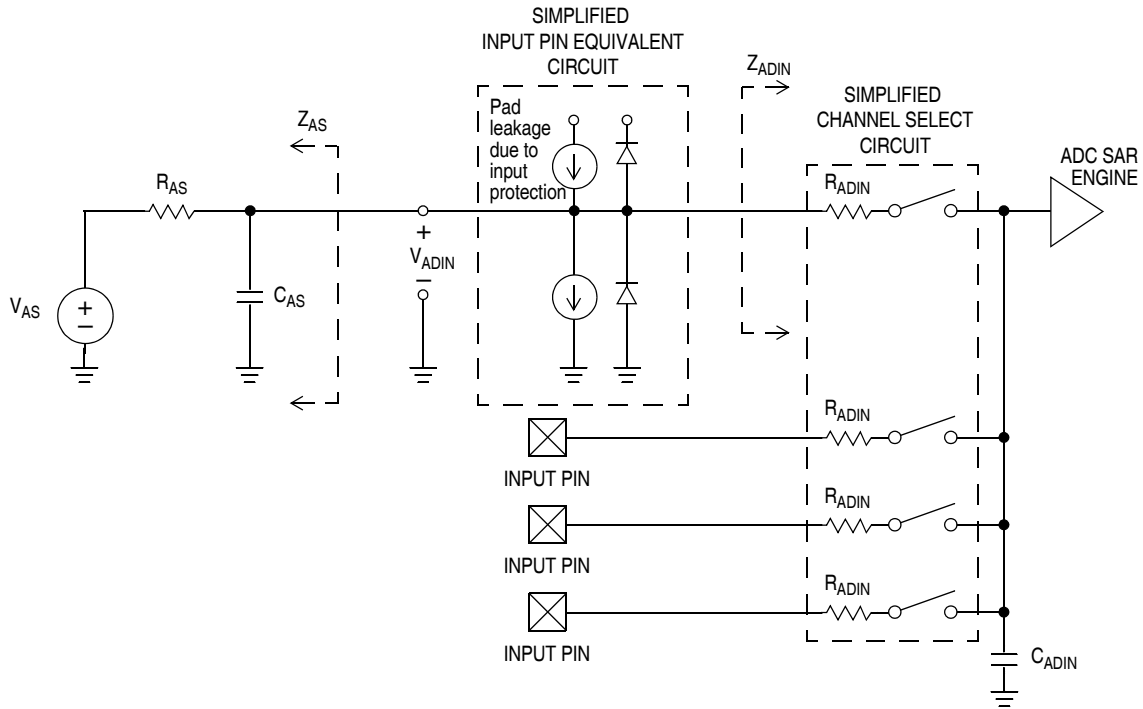 SIMPLIFIED
INPUT PIN EQUIVALENT
CIRCUIT
Pad
leakage
due to
input
protection
ZADIN
SIMPLIFIED
CHANNEL SELECT
CIRCUIT
ADC SAR
ENGINE
ZAS
RAS
RADIN
+
VADIN
–
CAS
VAS
+
–
RADIN
INPUT PIN
RADIN
INPUT PIN
RADIN
INPUT PIN
CADIN